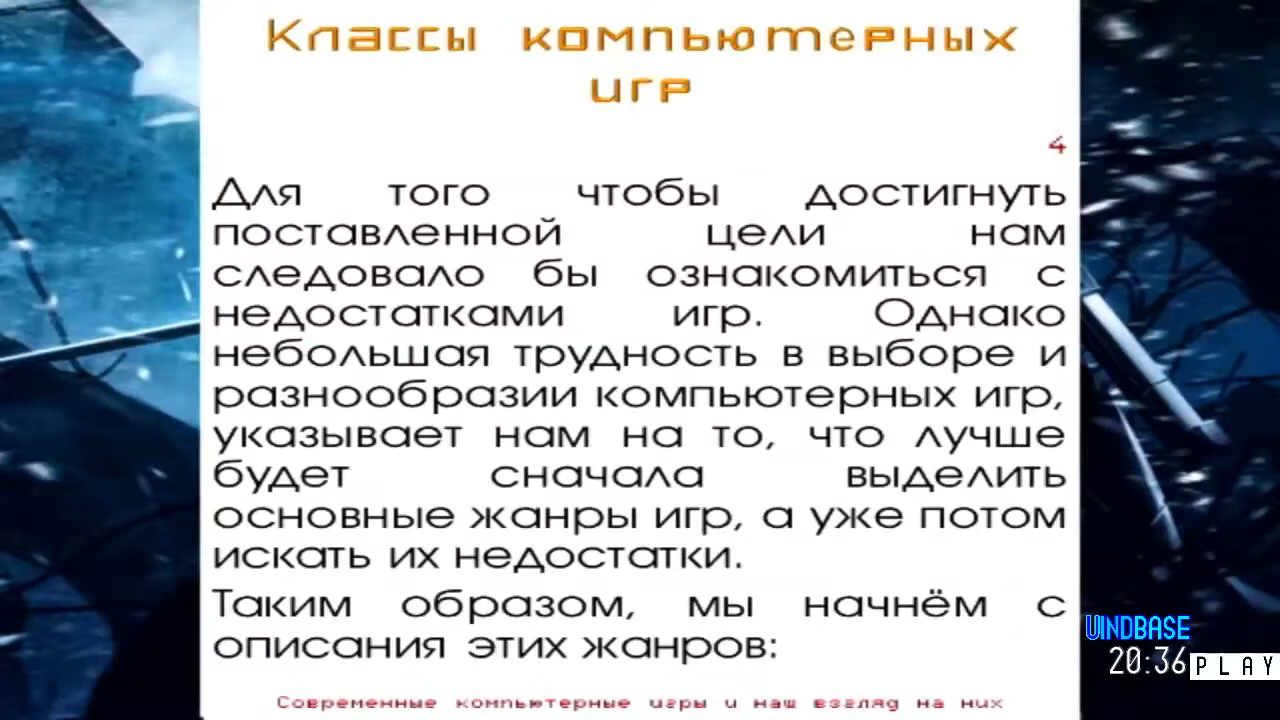 Классы компьютерных
игр
4
Для того чтобы достигнуть
поставленной цели нам
следовало бы ознакомиться с
недостатками игр. Однако
небольшая трудность в выборе и
разнообразии компьютерных игр,
указывает нам на то, что лучше
будет сначала выделить
основные жанры игр, а уже потом
искать их недостатки.
Таким образом, мы начнём с
описания этих жанров:
Современные компьютерные игры и наш взгляд на них
UINDBASE
20:36 PLAY